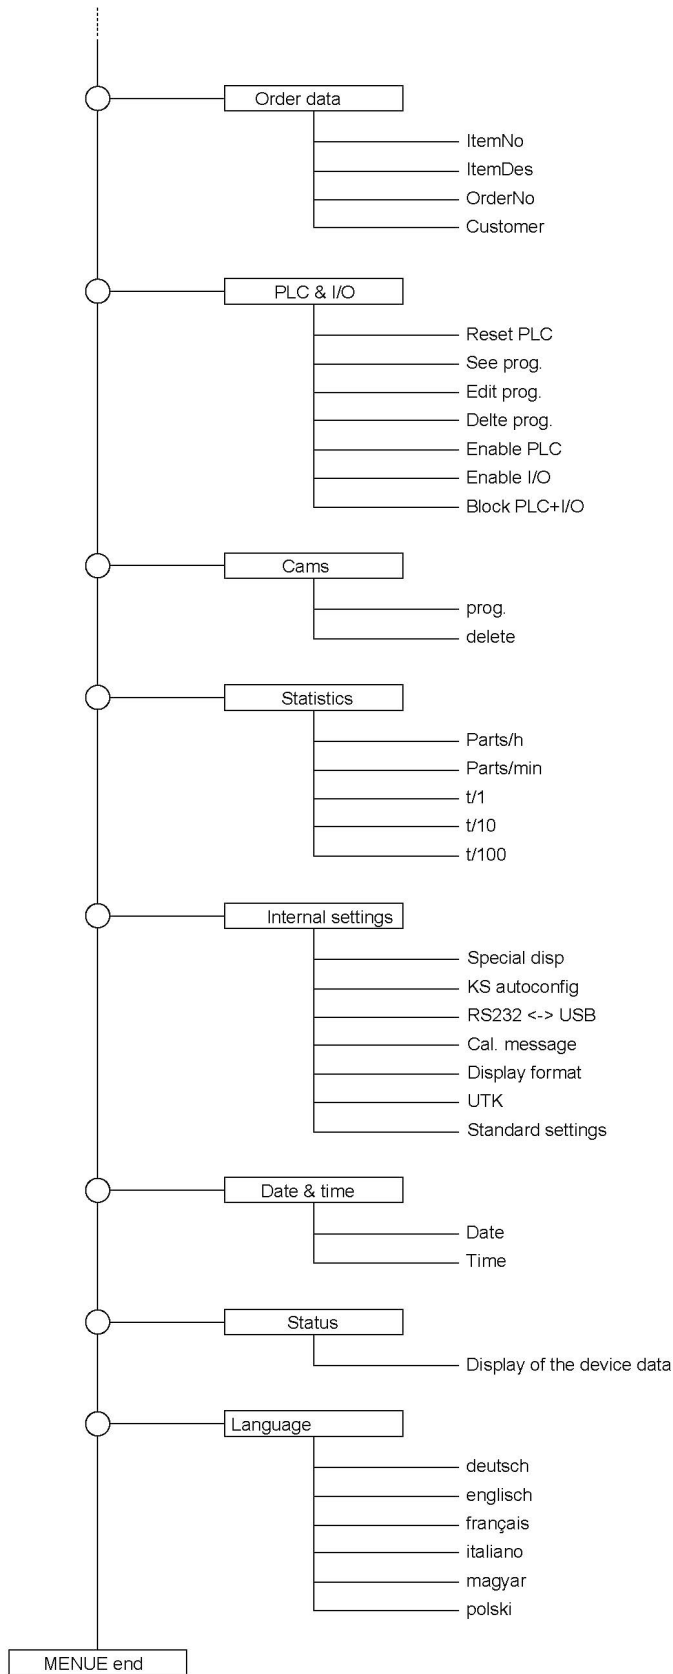 Order data
ItemNo
ItemDes
OrderNo
Customer
PLC & I/O
Reset PLC
See prog.
Edit prog.
Delte prog.
Enable PLC
Enable I/O
Block PLC+I/O
Cams
prog.
delete
Statistics
Parts/h
Parts/min
t/1
t/10
t/100
Internal settings
Special disp
KS autoconfig
RS232 <-> USB
Cal. message
Display format
UTK
Standard settings
Date & time
Date
Time
Status
Display of the device data
Language
deutsch
englisch
français
italiano
magyar
polski
MENUE end